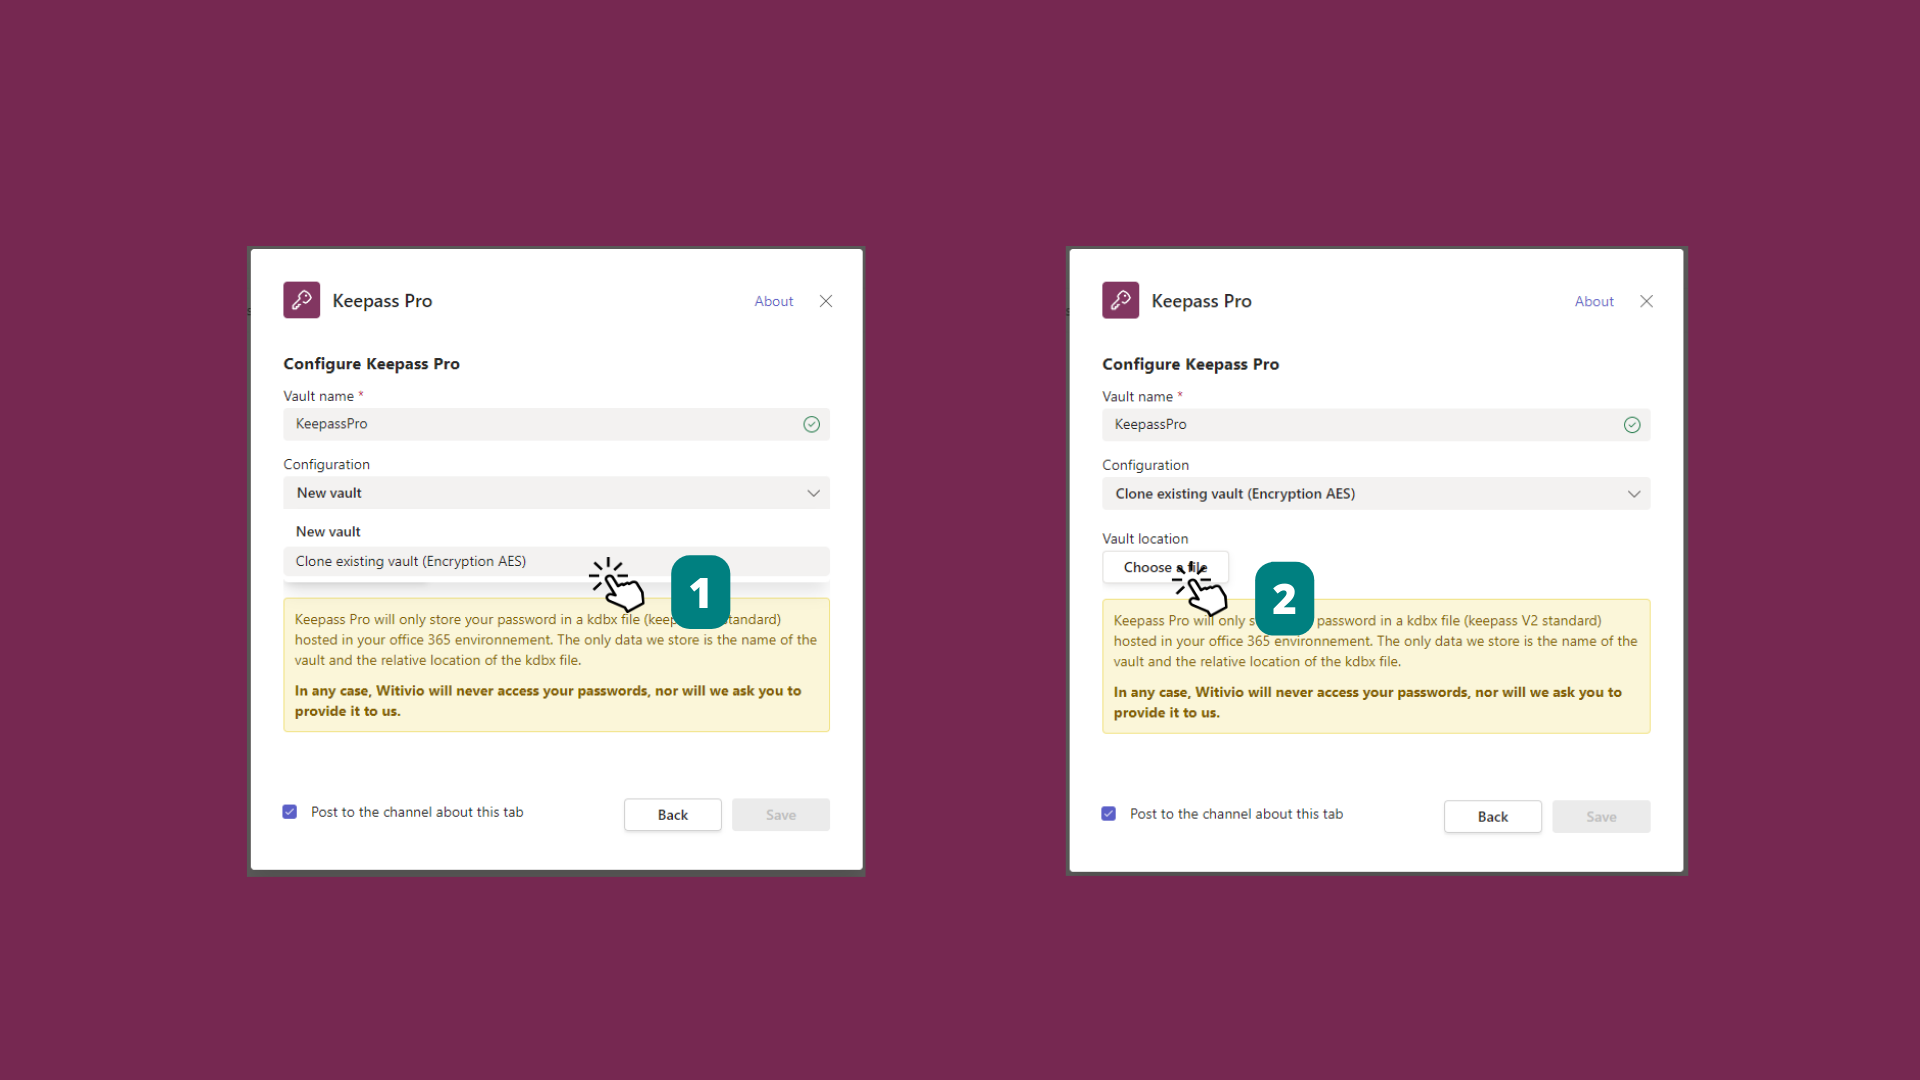 Keepass Pro
About
Configure Keepass Pro
Vault name *
KeepassPro
Configuration
New vault
New vault
Clone existing vault (Encryption AES)
1
Keepass Pro will only store your password in a kdbx file (keep tandard)
hosted in your office 365 environnement. The only data we store is the name of the
vault and the relative location of the kdbx file.
In any case, Witivio will never access your passwords, nor will we ask you to
provide it to us.
Post to the channel about this tab
Back
Save
Keepass Pro
About
Configure Keepass Pro
Vault name *
KeepassPro
Configuration
Clone existing vault (Encryption AES)
Vault location
Choose a file
2
Keepass Pro will only s password in a kdbx file (keepass V2 standard)
hosted in your office 365 environnement. The only data we store is the name of the
vault and the relative location of the kdbx file.
In any case, Witivio will never access your passwords, nor will we ask you to
provide it to us.
Post to the channel about this tab
Back
Save